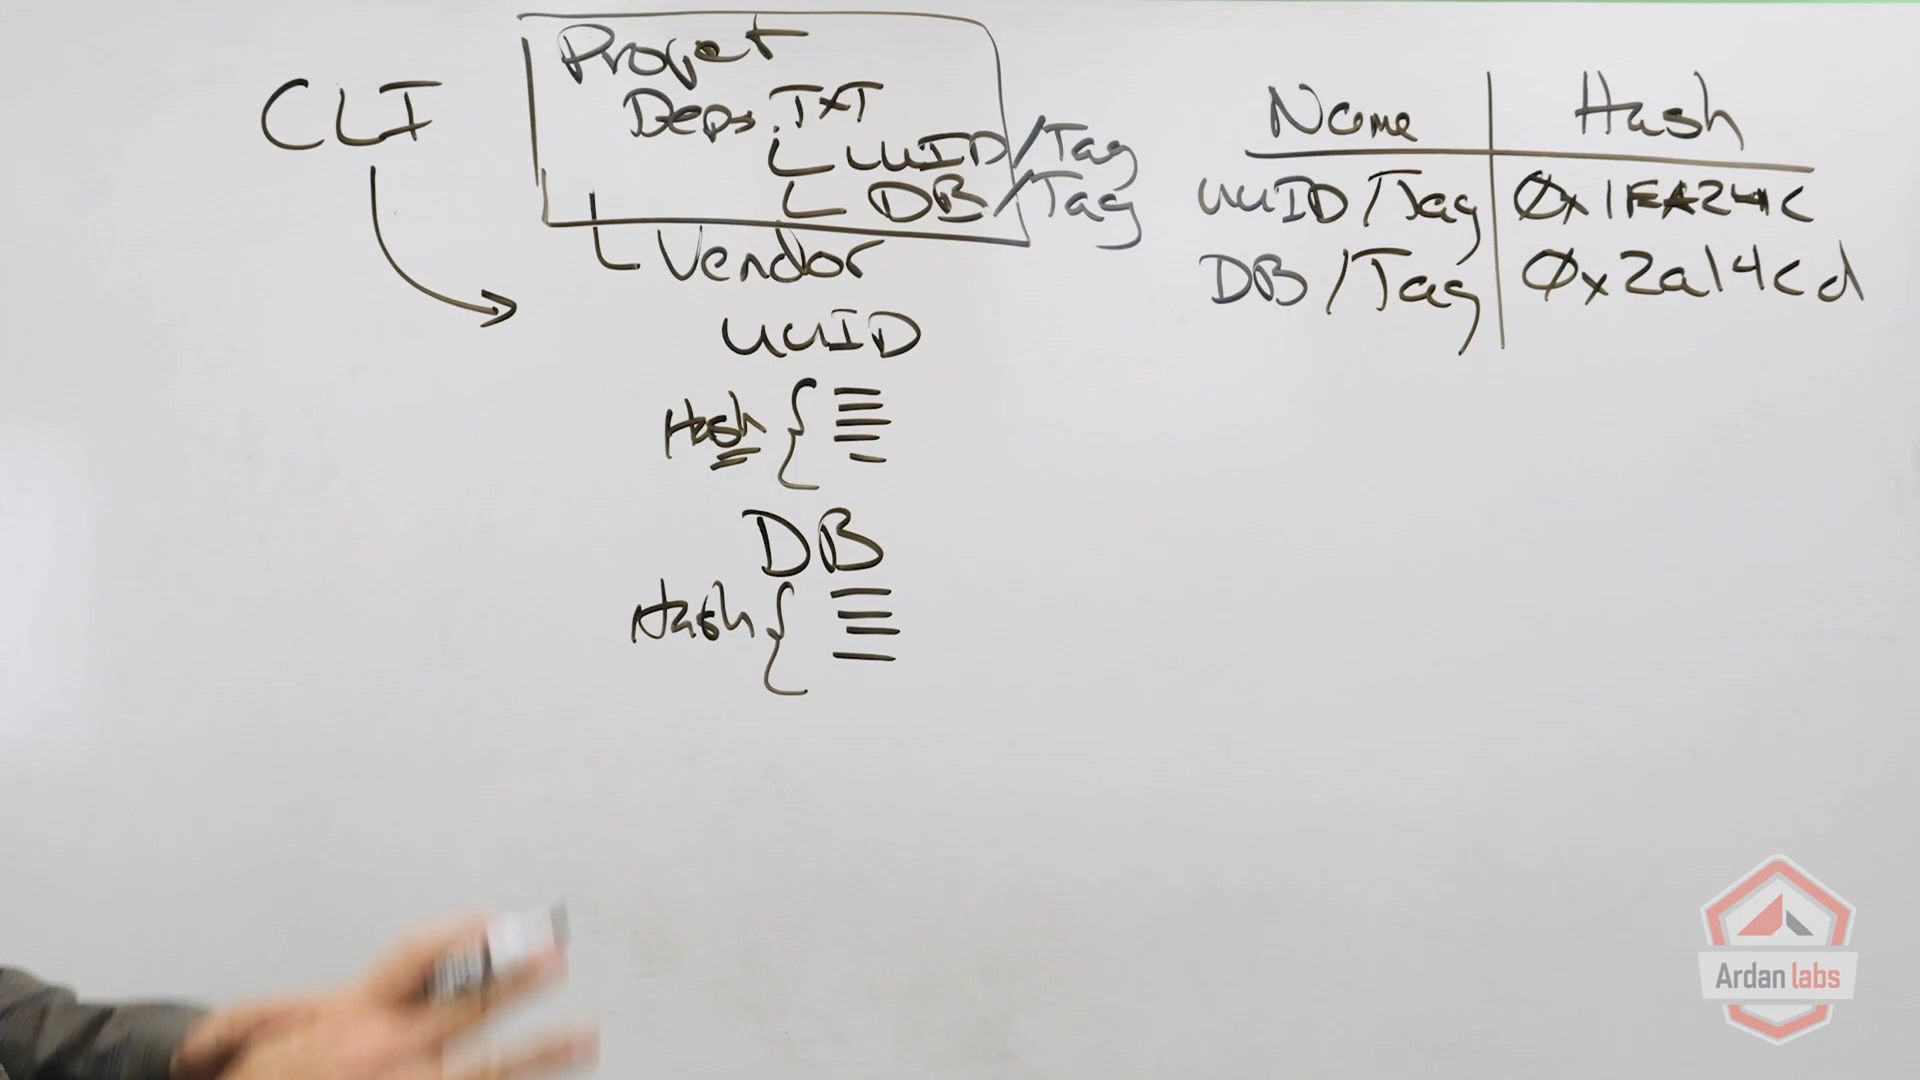 CLI
Project
Deps.TXT
UUID/Tag
DB/Tag
Vendor
UUID
Hash
DB
Hash
Name Hash
UUID/Tag 0x1FA24C
DB/Tag 0x2a14cd
Ardan labs